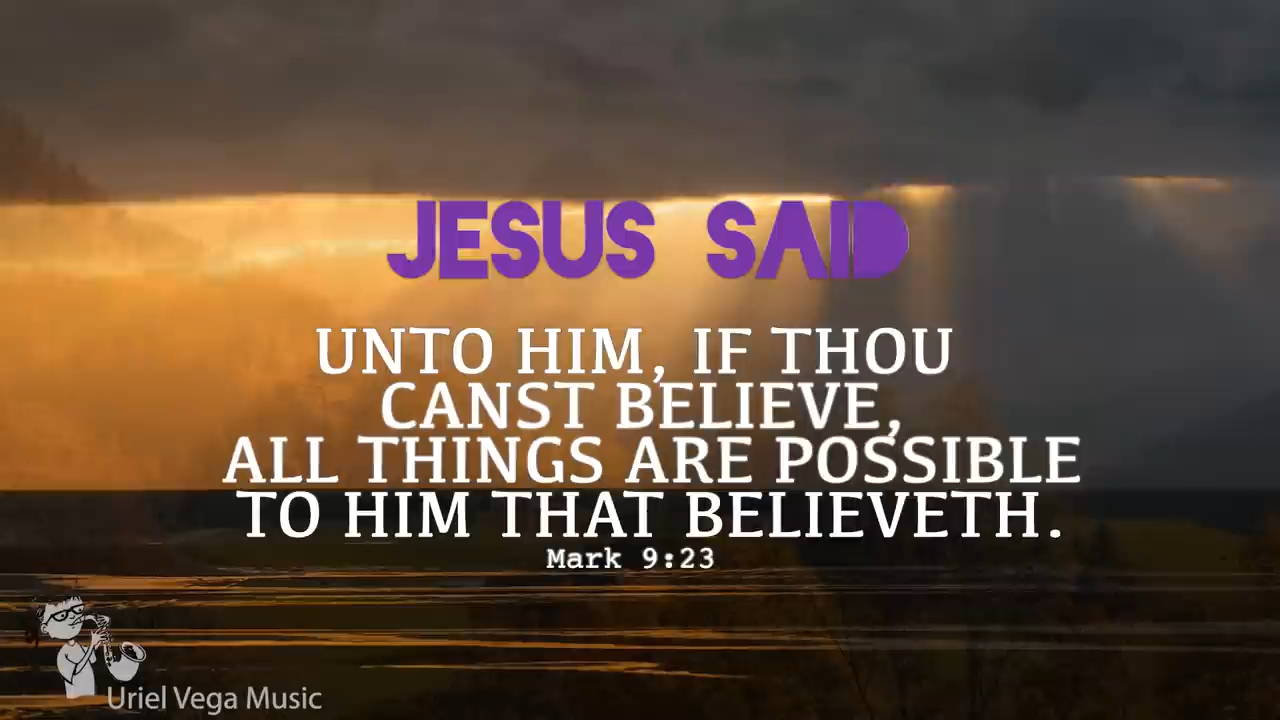 JESUS SAID
UNTO HIM, IF THOU
CANST BELIEVE,
ALL THINGS ARE POSSIBLE
TO HIM THAT BELIEVETH.
Mark 9:23
Uriel Vega Music